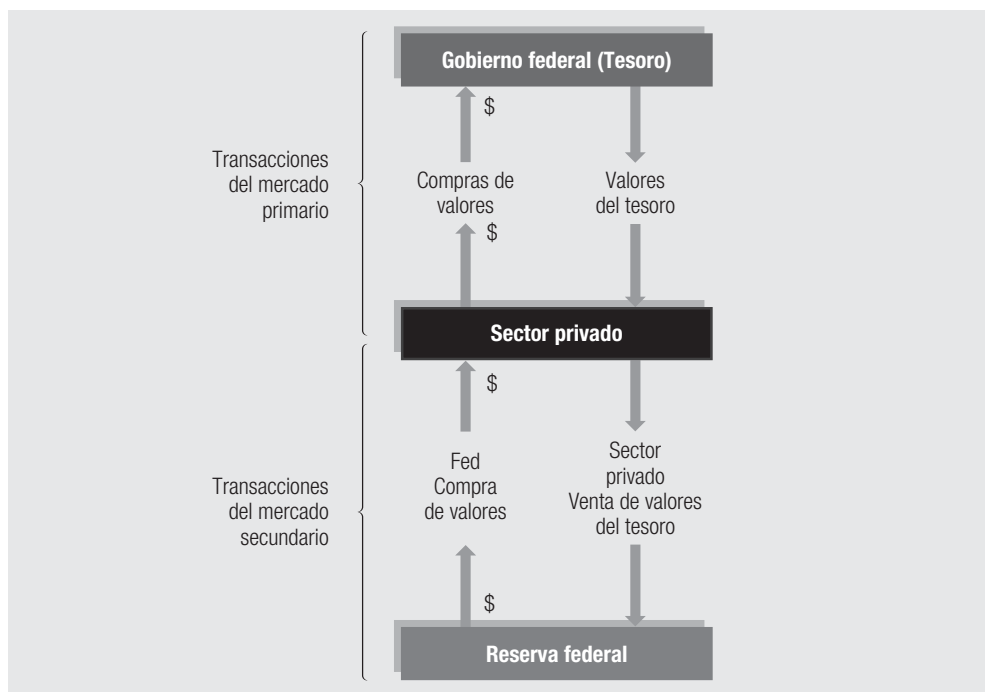 Gobierno federal (Tesoro)
$
Transacciones
del mercado
primario
Compras de
valores
Valores
del tesoro
$
Sector privado
$
Transacciones
del mercado
secundario
Fed
Compra
de valores
Sector
privado
Venta de valores
del tesoro
$
Reserva federal